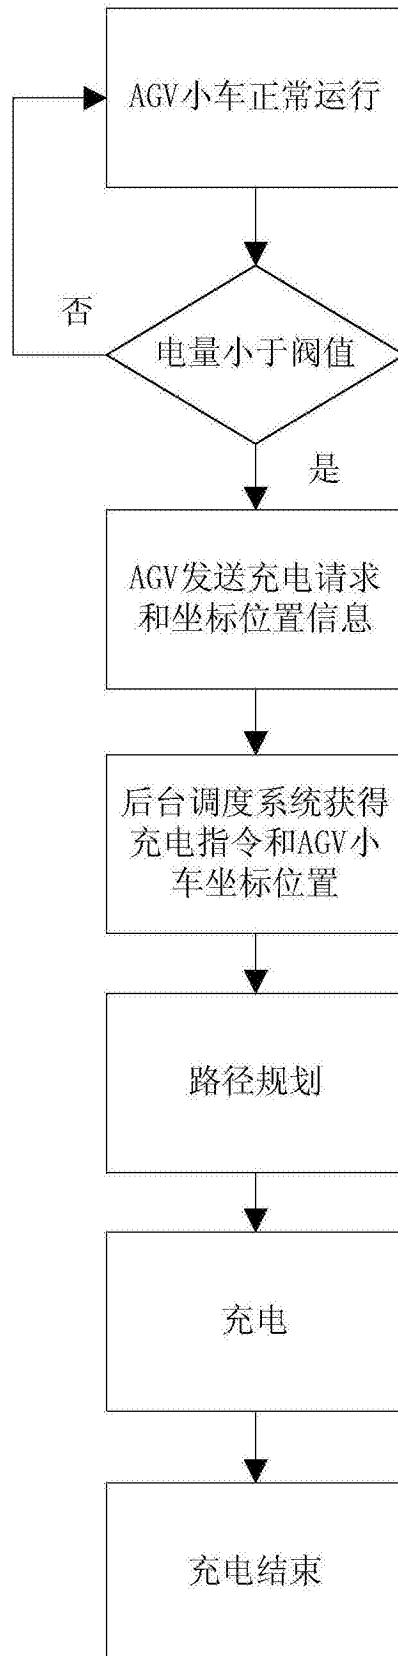 AGV小车正常运行
否
电量小于阀值
是
AGV发送充电请求
和坐标位置信息
后台调度系统获得
充电指令和AGV小
车坐标位置
路径规划
充电
充电结束